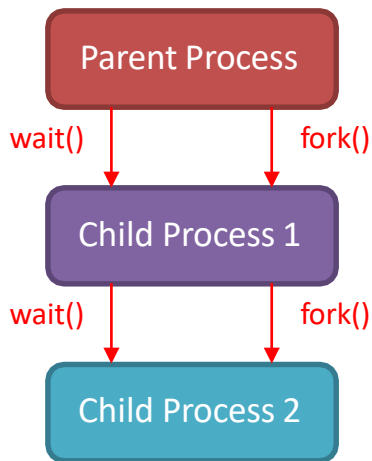 Parent Process
wait()
fork()
Child Process 1
wait()
fork()
Child Process 2